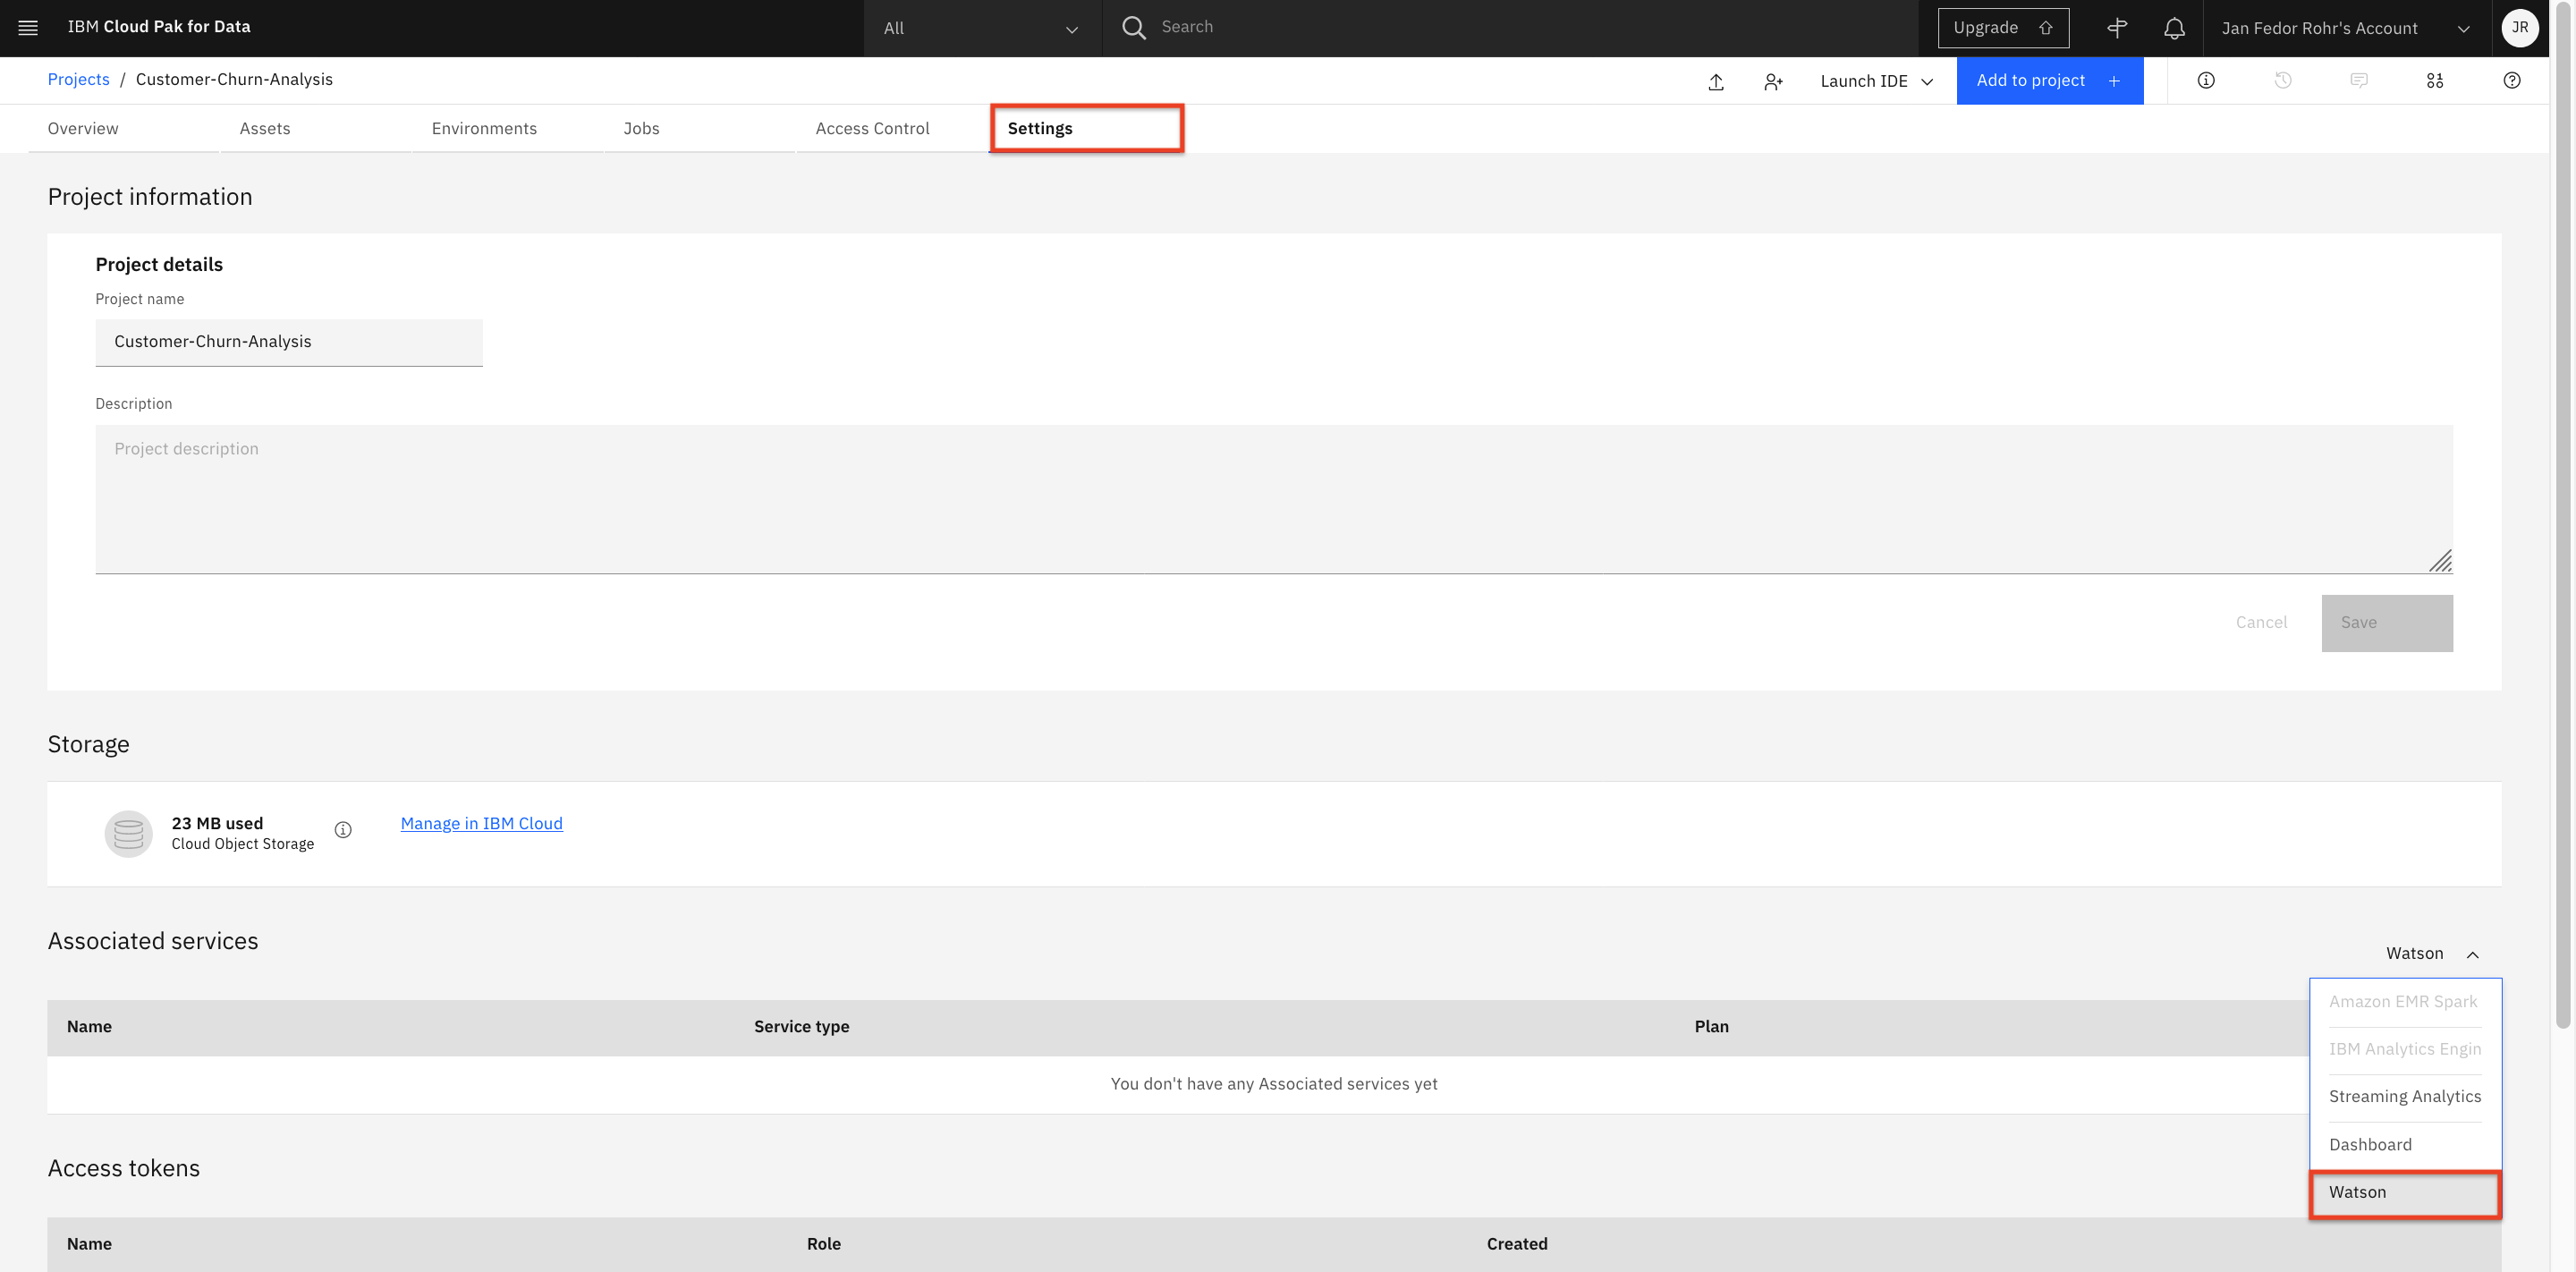 IBM Cloud Pak for Data
All
Search
Upgrade
Jan Fedor Rohr's Account
JR
Projects / Customer-Churn-Analysis
Launch IDE
Add to project +
Overview
Assets
Environments
Jobs
Access Control
Settings
Project information
Project details
Project name
Customer-Churn-Analysis
Description
Project description
Cancel
Save
Storage
23 MB used
Cloud Object Storage
Manage in IBM Cloud
Associated services
Watson
Amazon EMR Spark
IBM Analytics Engin
Streaming Analytics
Dashboard
Watson
Name
Service type
Plan
You don't have any Associated services yet
Access tokens
Name
Role
Created